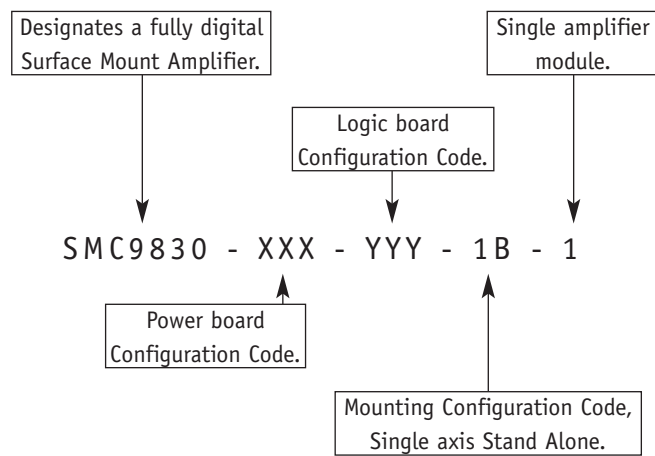 Designates a fully digital
Surface Mount Amplifier.
Single amplifier
module.
Logic board
Configuration Code.
SMC9830 - XXX - YYY - 1B - 1
Power board
Configuration Code.
Mounting Configuration Code,
Single axis Stand Alone.